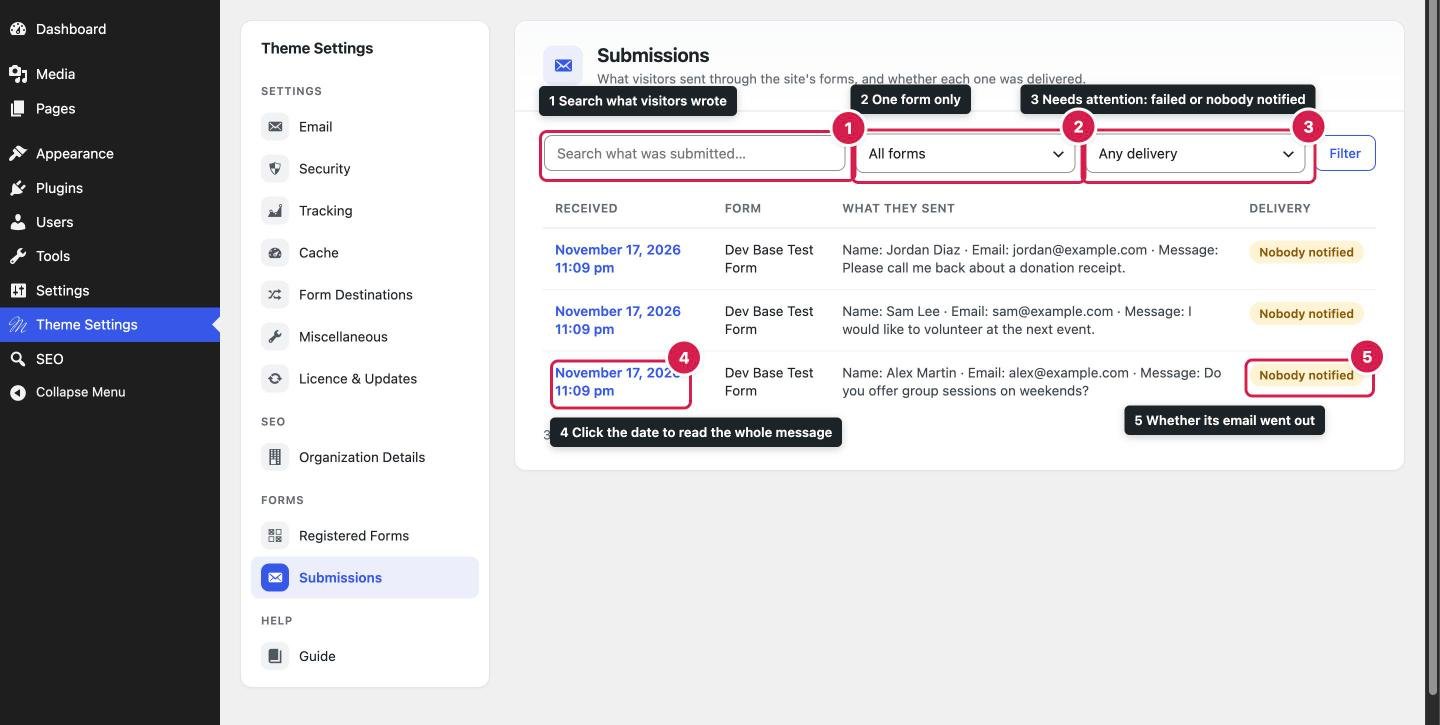 Dashboard
Media
Pages
Appearance
Plugins
Users
Tools
Settings
Theme Settings
SEO
Collapse Menu
Theme Settings
SETTINGS
Email
Security
Tracking
Cache
Form Destinations
Miscellaneous
Licence & Updates
SEO
Organization Details
FORMS
Registered Forms
Submissions
HELP
Guide
Submissions
What visitors sent through the site's forms, and whether each one was delivered.
1 Search what visitors wrote
2 One form only
3 Needs attention: failed or nobody notified
1
2
3
Search what was submitted...
All forms
Any delivery
Filter
RECEIVED
FORM
WHAT THEY SENT
DELIVERY
November 17, 2026
11:09 pm
Dev Base Test
Form
Name: Jordan Diaz · Email: jordan@example.com · Message:
Please call me back about a donation receipt.
Nobody notified
November 17, 2026
11:09 pm
Dev Base Test
Form
Name: Sam Lee · Email: sam@example.com · Message: I
would like to volunteer at the next event.
Nobody notified
4
5
November 17, 2026
11:09 pm
Dev Base Test
Form
Name: Alex Martin · Email: alex@example.com · Message: Do
you offer group sessions on weekends?
Nobody notified
5 Whether its email went out
3
4 Click the date to read the whole message